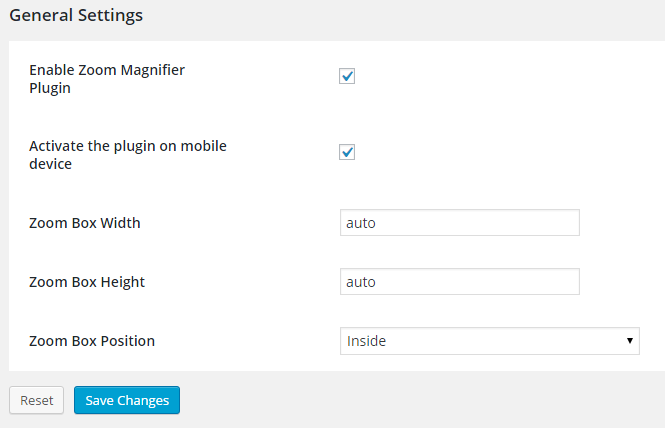 General Settings
Enable Zoom Magnifier
Plugin
Activate the plugin on mobile
device
Zoom Box Width
auto
Zoom Box Height
auto
Zoom Box Position
Inside
Reset
Save Changes